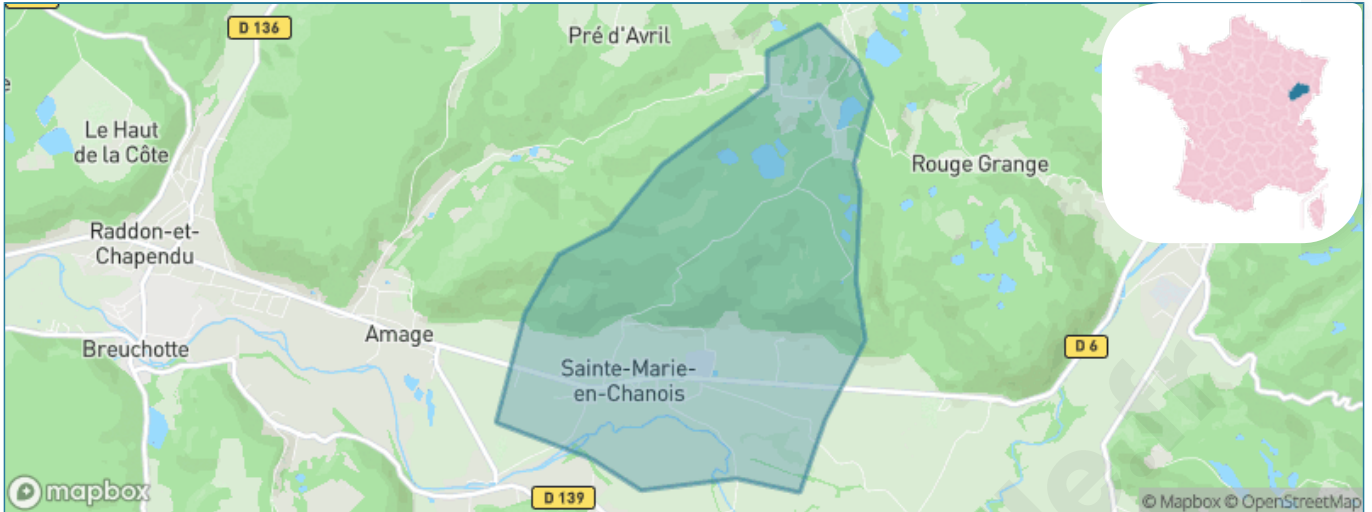 D 136
Pré d'Avril
Le Haut
de la Côte
Rouge Grange
Raddon-et-
Chapendu
Amage
Breuchotte
D 6
Sainte-Marie-
en-Chanois
D 139
mapbox
© Mapbox © OpenStreetMap